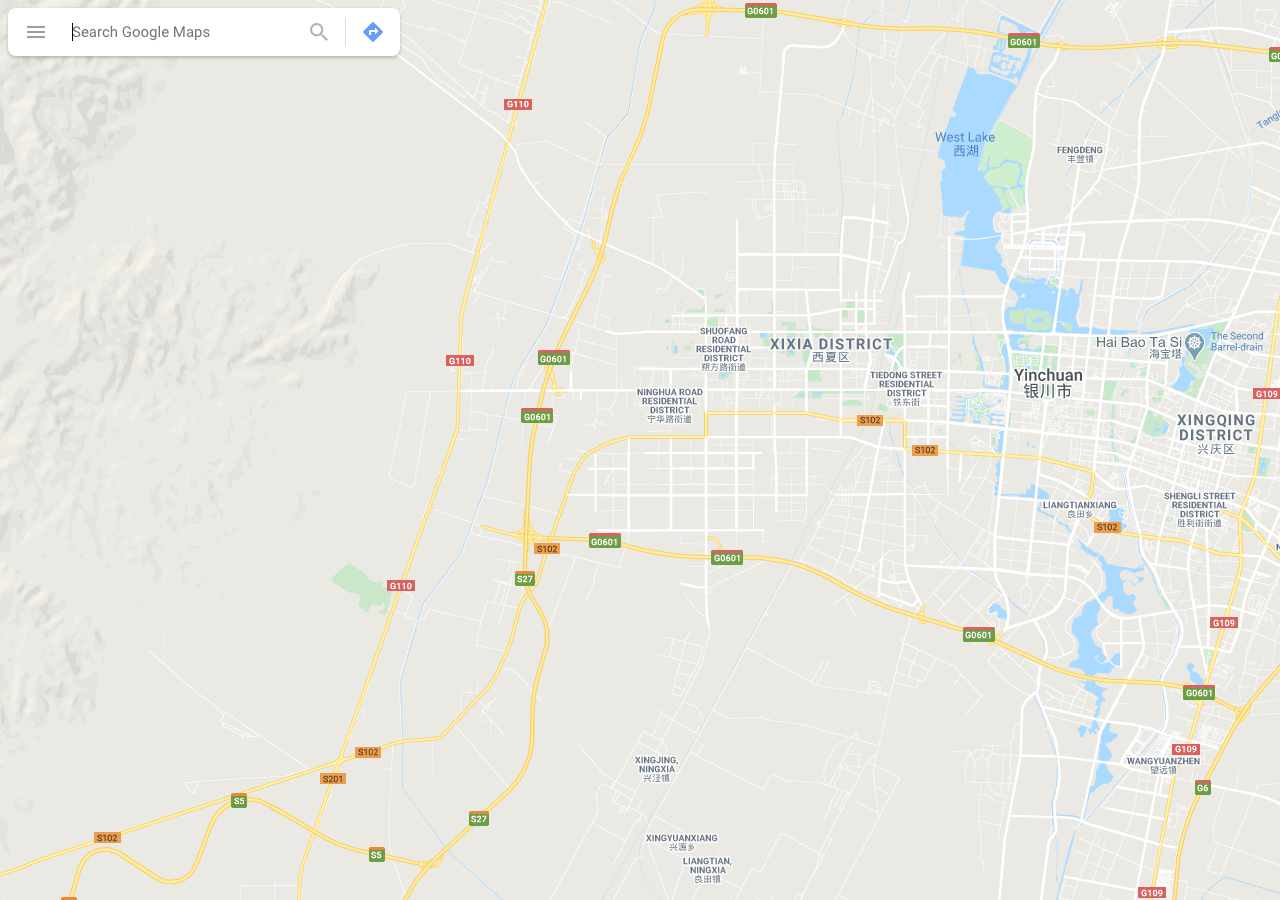 Search Google Maps
G0601
G0601
G0
G110
Tangl
West Lake
西湖
FENGDENG
丰登镇
SHUOFANG
ROAD
RESIDENTIAL
DISTRICT
朔方路街道
XIXIA DISTRICT
西夏区
Hai Bao Ta Si
海宝塔
The Second
Barrel-drain
G110
G0601
TIEDONG STREET
RESIDENTIAL
DISTRICT
铁东街
Yinchuan
银川市
NINGHUA ROAD
RESIDENTIAL
DISTRICT
宁华路街道
G109
G0601
S102
XINGQING
DISTRICT
兴庆区
S102
LIANGTIANXIANG
良田乡
SHENGLI STREET
RESIDENTIAL
DISTRICT
胜利街街道
S102
G0601
S102
N
G0601
S27
G110
G109
G0601
G0601
S102
G109
XINGJING,
NINGXIA
兴泾镇
WANGYUANZHEN
望远镇
S201
G6
S5
S27
S102
XINGYUANXIANG
兴源乡
S5
LIANGTIAN,
NINGXIA
良田镇
G109